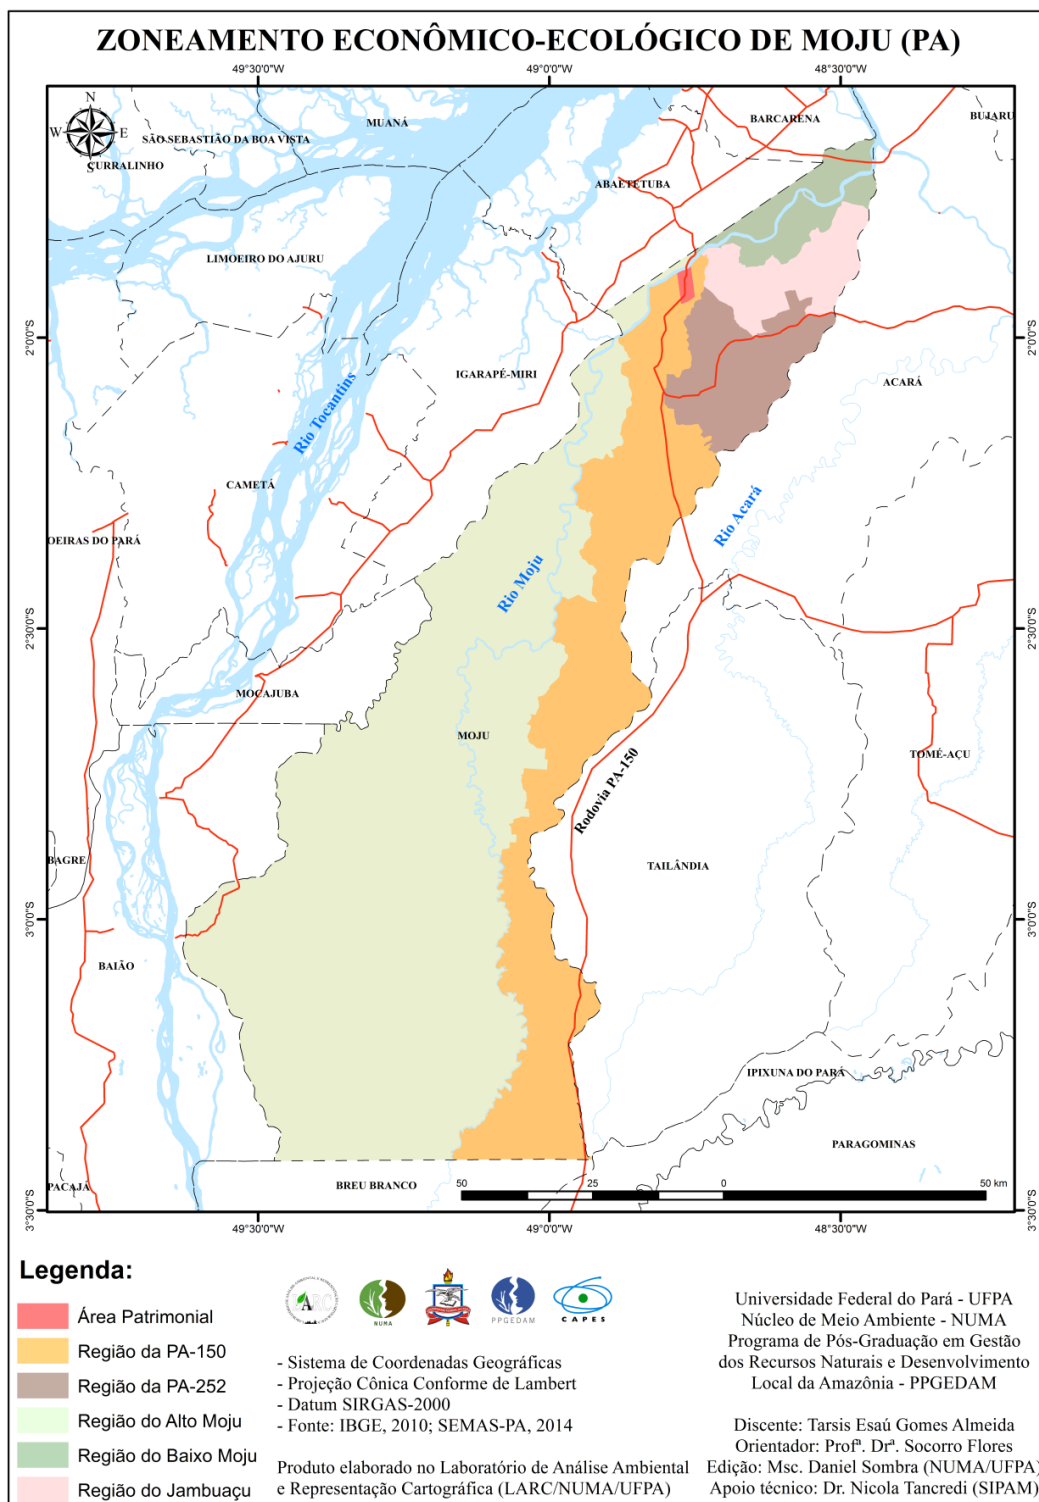 ZONEAMENTO ECONÔMICO-ECOLÓGICO DE MOJU (PA)
49°30'0"W
49°0'0"W
48°30'0"W
N
W
E
S
MUANÁ
SÃO SEBASTIÃO DA BOA VISTA
CURRALINHO
BARCARENA
BUJARU
ABAETETUBA
LIMOEIRO DO AJURU
2°0'0"S
2°0'0"S
IGARAPÉ-MIRI
ACARÁ
Rio Tocantins
CAMETÁ
Rio Acará
OEIRAS DO PARÁ
Rio Moju
2°30'0"S
2°30'0"S
MOCAJUBA
MOJU
TOMÉ-AÇU
Rodovia PA-150
BAGRE
TAILÂNDIA
3°0'0"S
3°0'0"S
BAIÃO
IPIXUNA DO PARÁ
PARAGOMINAS
PACAJÁ
BREU BRANCO
50
25
0
50 km
3°30'0"S
3°30'0"S
49°30'0"W
49°0'0"W
48°30'0"W
Legenda:
Área Patrimonial
Região da PA-150
Região da PA-252
Região do Alto Moju
Região do Baixo Moju
Região do Jambuaçu
LARC
NUMA
PPGEDAM
CAPES
- Sistema de Coordenadas Geográficas
- Projeção Cônica Conforme de Lambert
- Datum SIRGAS-2000
- Fonte: IBGE, 2010; SEMAS-PA, 2014
Produto elaborado no Laboratório de Análise Ambiental
e Representação Cartográfica (LARC/NUMA/UFPA)
Universidade Federal do Pará - UFPA
Núcleo de Meio Ambiente - NUMA
Programa de Pós-Graduação em Gestão
dos Recursos Naturais e Desenvolvimento
Local da Amazônia - PPGEDAM
Discente: Tarsis Esaú Gomes Almeida
Orientador: Profª. Drª. Socorro Flores
Edição: Msc. Daniel Sombra (NUMA/UFPA)
Apoio técnico: Dr. Nicola Tancredi (SIPAM)